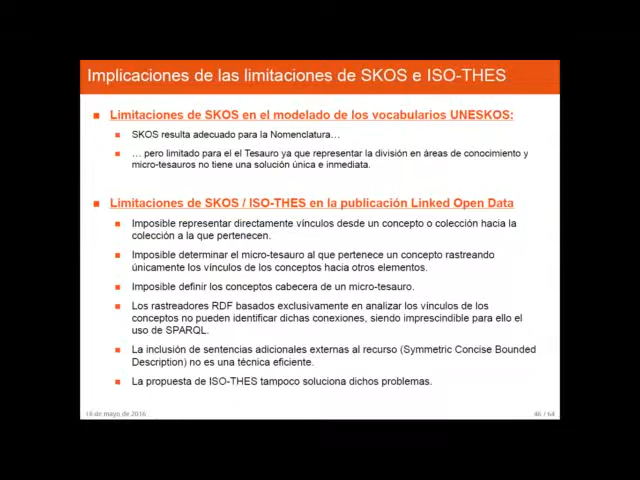 Implicaciones de las limitaciones de SKOS e ISO-THES
Limitaciones de SKOS en el modelado de los vocabularios UNESKOS:
SKOS resulta adecuado para la Nomenclatura…
… pero limitado para el el Tesauro ya que representar la división en áreas de conocimiento y
micro-tesauros no tiene una solución única e inmediata.
Limitaciones de SKOS / ISO-THES en la publicación Linked Open Data
Imposible representar directamente vínculos desde un concepto o colección hacia la
colección a la que pertenecen.
Imposible determinar el micro-tesauro al que pertenece un concepto rastreando
únicamente los vínculos de los conceptos hacia otros elementos.
Imposible definir los conceptos cabecera de un micro-tesauro.
Los rastreadores RDF basados exclusivamente en analizar los vínculos de los
conceptos no pueden identificar dichas conexiones, siendo imprescindible para ello el
uso de SPARQL.
La inclusión de sentencias adicionales externas al recurso (Symmetric Concise Bounded
Description) no es una técnica eficiente.
La propuesta de ISO-THES tampoco soluciona dichos problemas.
18 de mayo de 2016
46 / 64